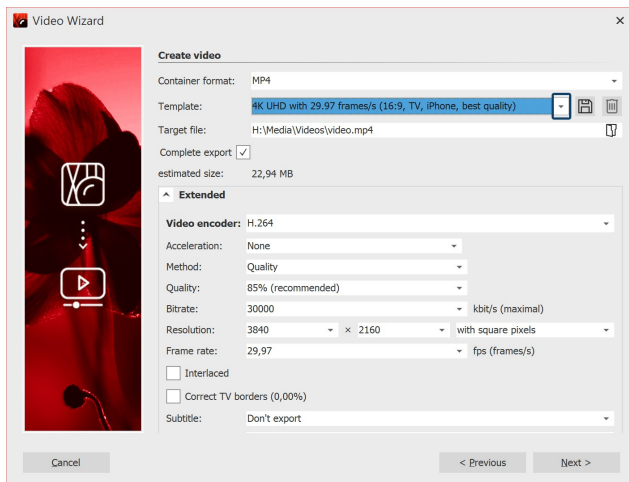 Video Wizard
Create video
Container format: MP4
Template: 4K UHD with 29.97 frames/s (16:9, TV, iPhone, best quality)
Target file: H:\Media\Videos\video.mp4
Complete export
estimated size: 22,94 MB
Extended
Video encoder: H.264
Acceleration: None
Method: Quality
Quality: 85% (recommended)
Bitrate: 30000 kbit/s (maximal)
Resolution: 3840 × 2160 with square pixels
Frame rate: 29,97 fps (frames/s)
Interlaced
Correct TV borders (0,00%)
Subtitle: Don't export
Cancel < Previous Next >